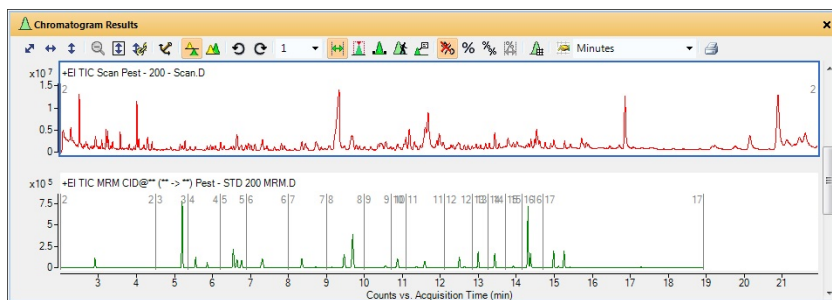 Chromatogram Results
1 Minutes
x10 7 +EI TIC Scan Pest - 200 - Scan.D
1.5
2 2
1
0.5
0
x10 5 +EI TIC MRM CID@** (** -> **) Pest - STD 200 MRM.D
2 2 3 3 4 4 5 5 6 6 7 7 8 8 9 9 10 11 11 12 12 13 14 15 16 16 17 17
7.5
5
2.5
0
3 4 5 6 7 8 9 10 11 12 13 14 15 16 17 18 19 20 21
Counts vs. Acquisition Time (min)